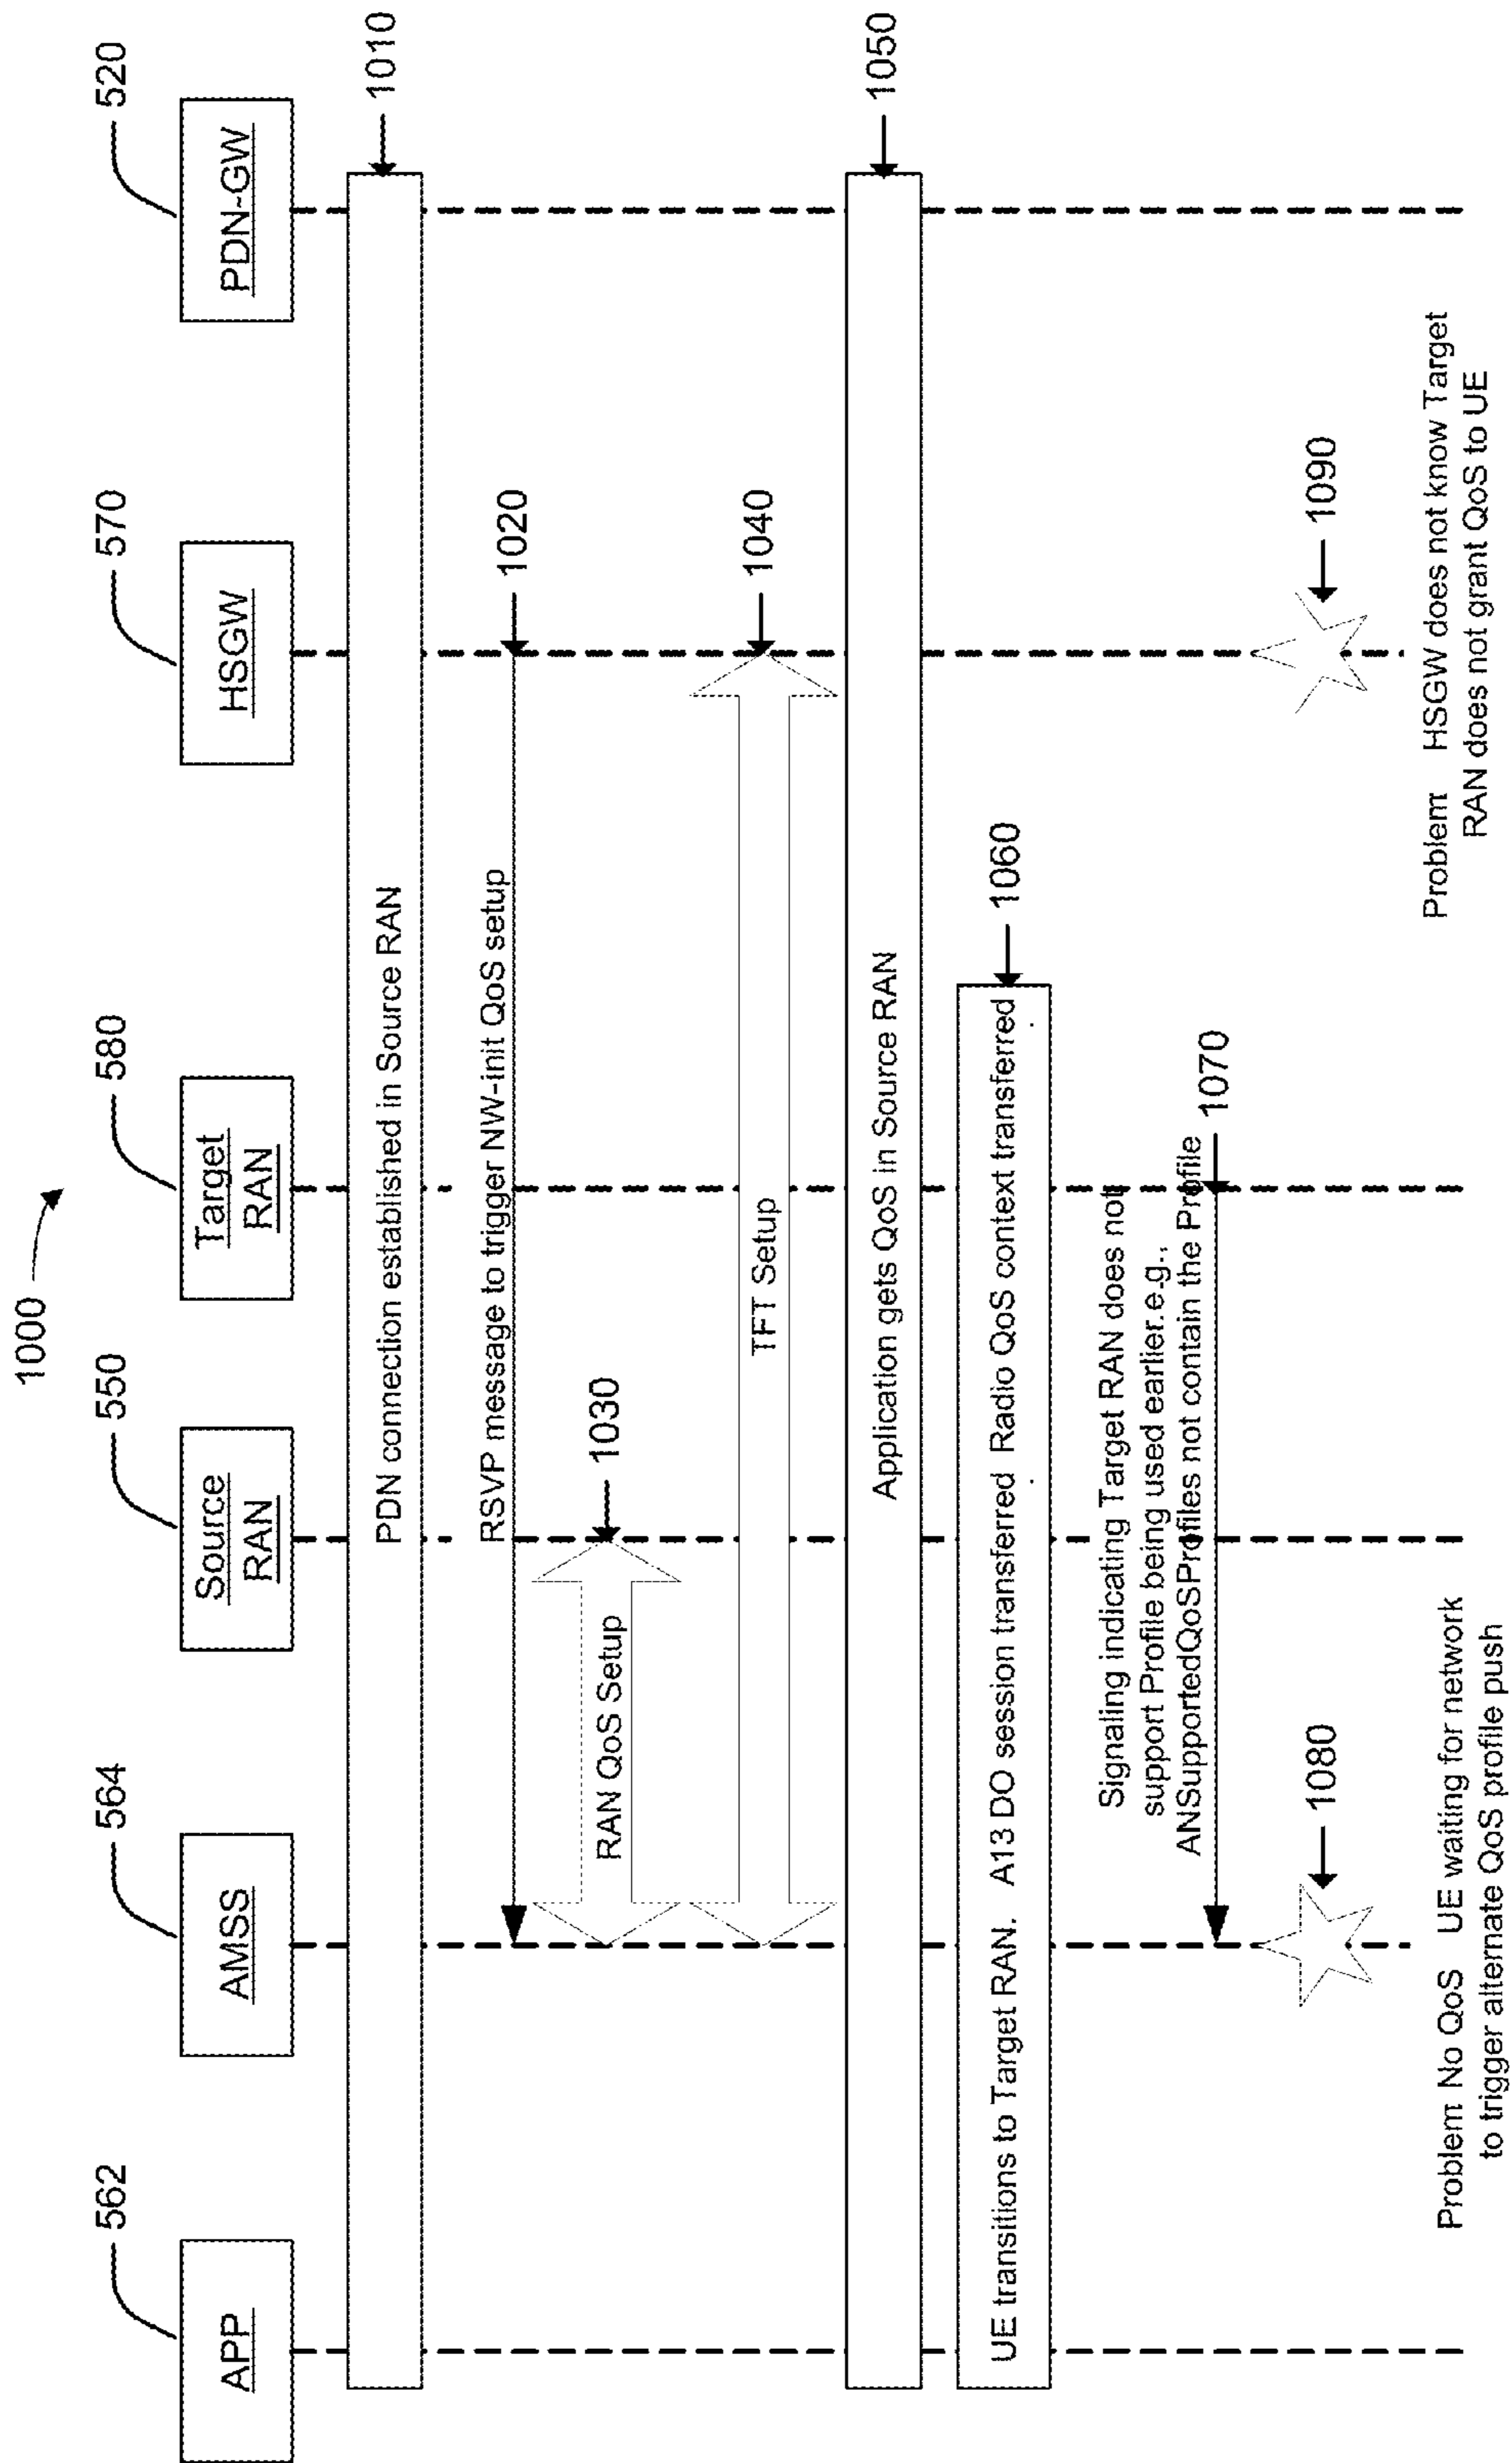 1000
562
564
550
580
570
520
APP
AMSS
Source
RAN
Target
RAN
HSGW
PDN-GW
PDN connection established in Source RAN
1010
RSVP message to trigger NW-init QoS setup
1020
RAN QoS Setup
1030
TFT Setup
1040
Application gets QoS in Source RAN
1050
UE transitions to Target RAN. A13 DO session transferred Radio QoS context transferred
1060
Signaling indicating Target RAN does not
support Profile being used earlier.e.g.,
ANSupportedQoSProfiles not contain the Profile
1070
1080
1090
Problem No QoS UE waiting for network
to trigger alternate QoS profile push
Problem HSGW does not know Target
RAN does not grant QoS to UE